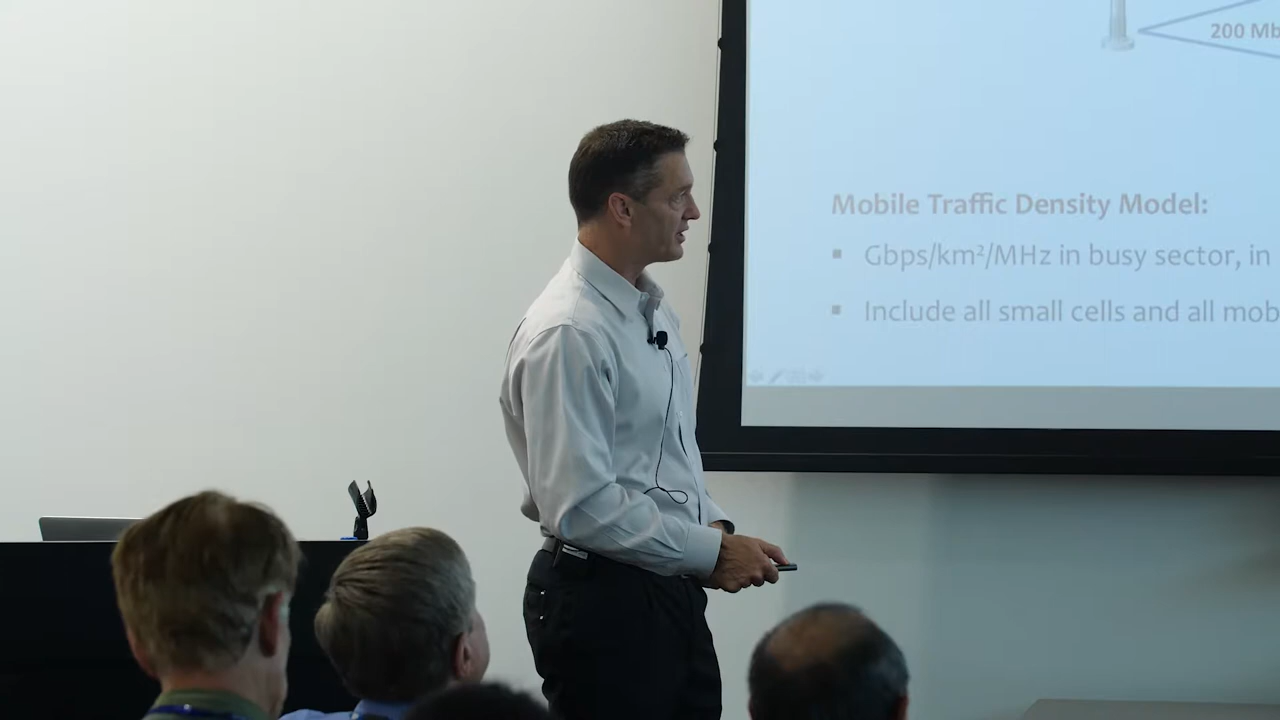 200 Mb
Mobile Traffic Density Model:
▪ Gbps/km²/MHz in busy sector, in
▪ Include all small cells and all mob